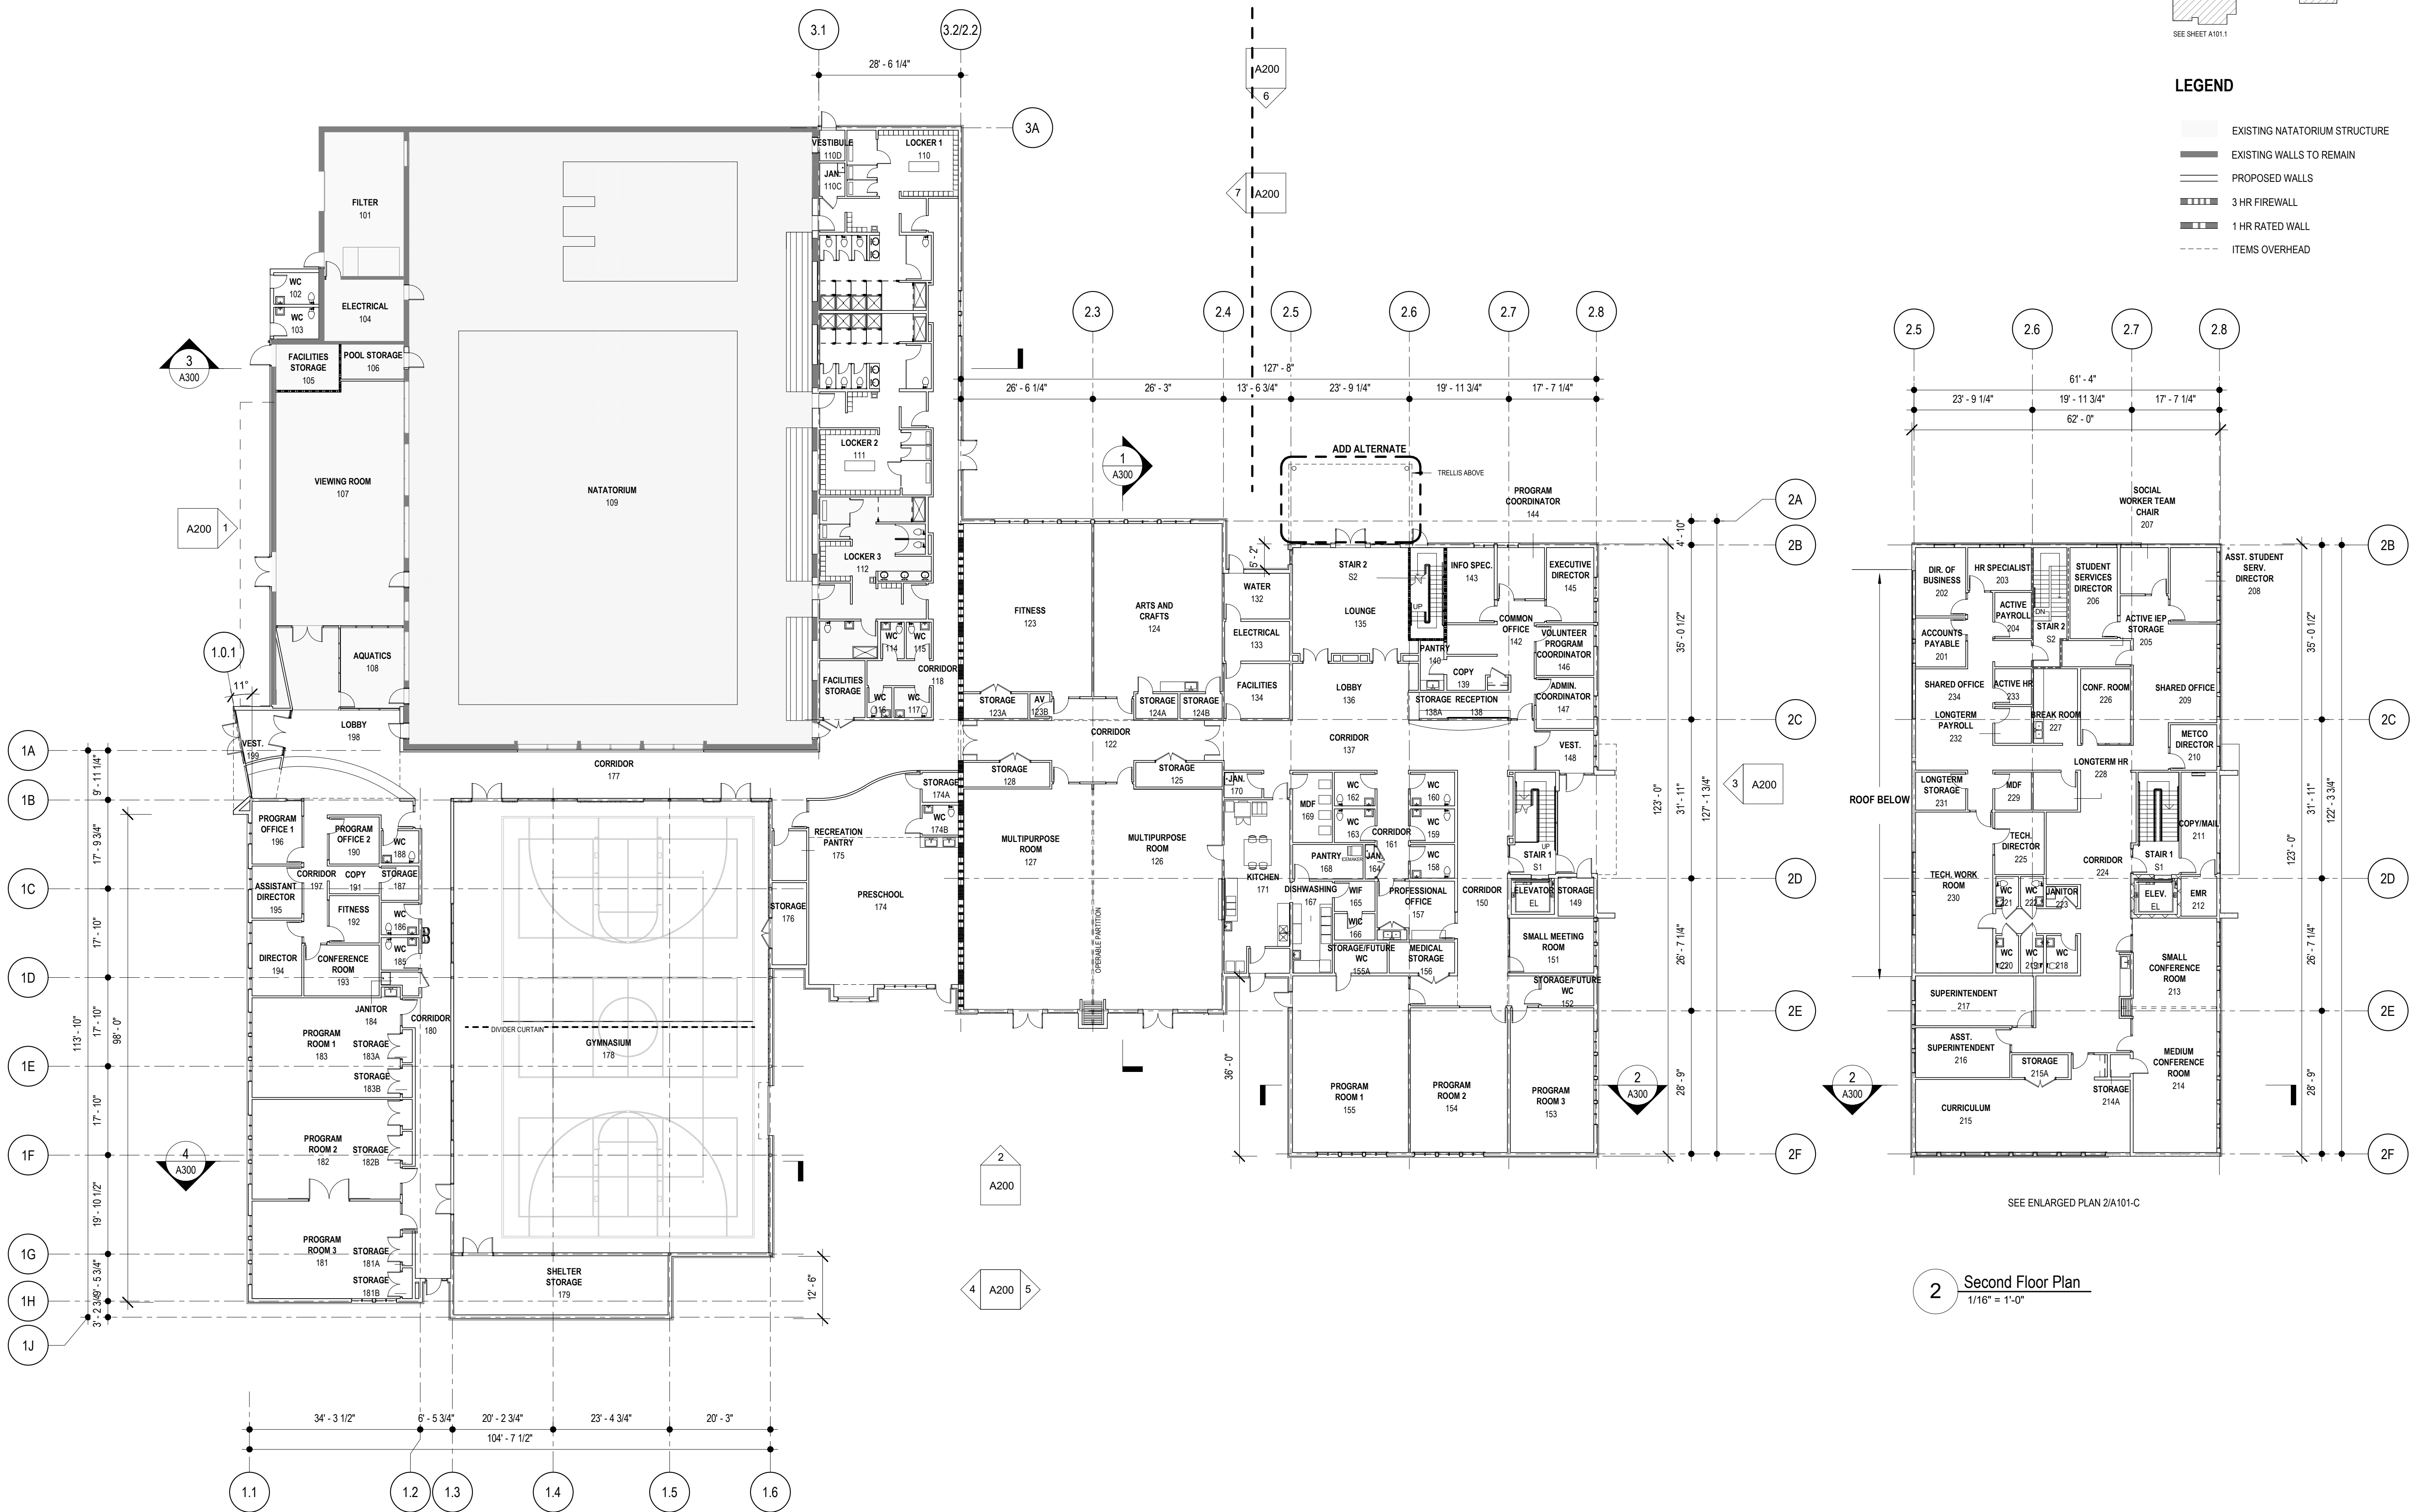 SEE SHEET A101.1
LEGEND
EXISTING NATATORIUM STRUCTURE
EXISTING WALLS TO REMAIN
PROPOSED WALLS
3 HR FIREWALL
1 HR RATED WALL
ITEMS OVERHEAD
3.1
3.2/2.2
28' - 6 1/4"
3A
A200
6
7
A200
VESTIBULE
110D
LOCKER 1
110
JAN.
110C
FILTER
101
WC
102
WC
103
ELECTRICAL
104
3
A300
FACILITIES
STORAGE
105
POOL STORAGE
106
VIEWING ROOM
107
A200
1
NATATORIUM
109
LOCKER 2
111
LOCKER 3
112
AQUATICS
108
1.0.1
11°
LOBBY
198
VEST.
199
WC
114
WC
115
WC
116
WC
117
FACILITIES
STORAGE
CORRIDOR
118
CORRIDOR
177
2.3
2.4
2.5
2.6
2.7
2.8
127' - 8"
26' - 6 1/4"
26' - 3"
13' - 6 3/4"
23' - 9 1/4"
19' - 11 3/4"
17' - 7 1/4"
1
A300
ADD ALTERNATE
TRELLIS ABOVE
PROGRAM
COORDINATOR
144
2A
2B
4' - 10"
5' - 2"
FITNESS
123
ARTS AND
CRAFTS
124
WATER
132
ELECTRICAL
133
FACILITIES
134
STAIR 2
S2
LOUNGE
135
UP
INFO SPEC.
143
EXECUTIVE
DIRECTOR
145
COMMON
OFFICE
142
VOLUNTEER
PROGRAM
COORDINATOR
146
PANTRY
140
COPY
139
ADMIN.
COORDINATOR
147
STORAGE
138A
RECEPTION
138
LOBBY
136
STORAGE
123A
AV
123B
STORAGE
124A
STORAGE
124B
2C
35' - 0 1/2"
CORRIDOR
122
CORRIDOR
137
VEST.
148
3
A200
STORAGE
128
STORAGE
125
JAN.
170
MDF
169
WC
162
WC
163
WC
160
WC
159
CORRIDOR
161
WC
158
PANTRY
168
ICEMAKER
JAN.
164
KITCHEN
171
DISHWASHING
167
WIF
165
WIC
166
PROFESSIONAL
OFFICE
157
CORRIDOR
150
UP
STAIR 1
S1
ELEVATOR
EL
STORAGE
149
SMALL MEETING
ROOM
151
STORAGE/FUTURE
WC
155A
MEDICAL
STORAGE
156
STORAGE/FUTURE
WC
152
MULTIPURPOSE
ROOM
127
MULTIPURPOSE
ROOM
126
OPERABLE PARTITION
PROGRAM
ROOM 1
155
PROGRAM
ROOM 2
154
PROGRAM
ROOM 3
153
36' - 0"
31' - 11"
26' - 7 1/4"
28' - 9"
123' - 0"
127' - 1 3/4"
2D
2E
2F
2
A300
2
A200
4
A200
5
1A
1B
1C
1D
1E
1F
1G
1H
1J
9' - 11 1/4"
17' - 9 3/4"
17' - 10"
17' - 10"
17' - 10"
19' - 10 1/2"
9' - 5 3/4"
3' - 2 3/4"
113' - 10"
98' - 0"
PROGRAM
OFFICE 1
196
PROGRAM
OFFICE 2
190
WC
188
CORRIDOR
197
COPY
191
STORAGE
187
ASSISTANT
DIRECTOR
195
FITNESS
192
WC
186
WC
185
DIRECTOR
194
CONFERENCE
ROOM
193
JANITOR
184
CORRIDOR
180
PROGRAM
ROOM 1
183
STORAGE
183A
STORAGE
183B
PROGRAM
ROOM 2
182
STORAGE
182B
PROGRAM
ROOM 3
181
STORAGE
181A
STORAGE
181B
4
A300
DIVIDER CURTAIN
GYMNASIUM
178
SHELTER
STORAGE
179
12' - 6"
STORAGE
176
RECREATION
PANTRY
175
STORAGE
174A
WC
174B
PRESCHOOL
174
34' - 3 1/2"
6' - 5 3/4"
20' - 2 3/4"
23' - 4 3/4"
20' - 3"
104' - 7 1/2"
1.1
1.2
1.3
1.4
1.5
1.6
2.5
2.6
2.7
2.8
61' - 4"
23' - 9 1/4"
19' - 11 3/4"
17' - 7 1/4"
62' - 0"
SOCIAL
WORKER TEAM
CHAIR
207
2B
ASST. STUDENT
SERV.
DIRECTOR
208
DIR. OF
BUSINESS
202
HR SPECIALIST
203
ACTIVE
PAYROLL
204
DN
STAIR 2
S2
STUDENT
SERVICES
DIRECTOR
206
ACTIVE IEP
STORAGE
205
ACCOUNTS
PAYABLE
201
SHARED OFFICE
234
ACTIVE HR
233
CONF. ROOM
226
SHARED OFFICE
209
LONGTERM
PAYROLL
232
BREAK ROOM
227
METCO
DIRECTOR
210
2C
LONGTERM HR
228
LONGTERM
STORAGE
231
MDF
229
ROOF BELOW
COPY/MAIL
211
TECH.
DIRECTOR
225
CORRIDOR
224
STAIR 1
S1
TECH. WORK
ROOM
230
WC
221
WC
222
JANITOR
223
ELEV.
EL
EMR
212
2D
WC
220
WC
219
WC
218
SMALL
CONFERENCE
ROOM
213
SUPERINTENDENT
217
2E
ASST.
SUPERINTENDENT
216
STORAGE
215A
MEDIUM
CONFERENCE
ROOM
214
STORAGE
214A
CURRICULUM
215
2
A300
2F
35' - 0 1/2"
31' - 11"
26' - 7 1/4"
28' - 9"
123' - 0"
122' - 3 3/4"
SEE ENLARGED PLAN 2/A101-C
2
Second Floor Plan
1/16" = 1'-0"